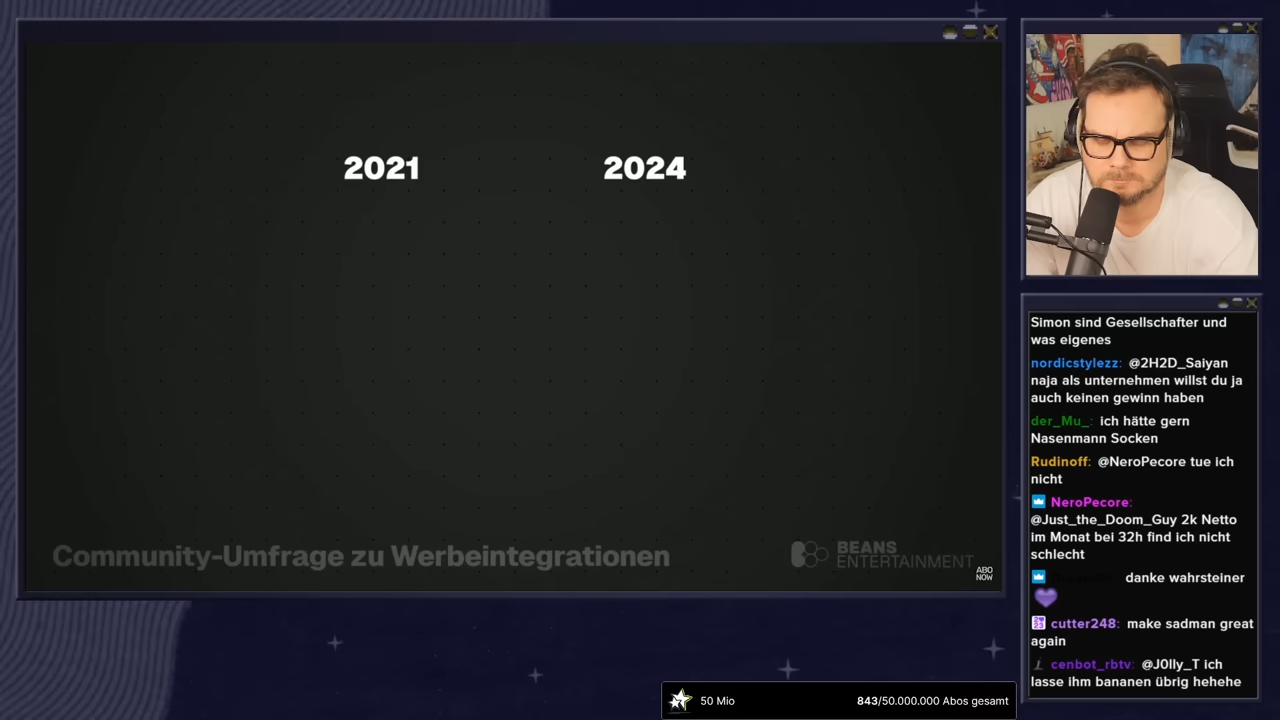 2021 2024
Community-Umfrage zu Werbeintegrationen
BEANS
ENTERTAINMENT
ABO
NOW
Simon sind Gesellschafter und
was eigenes
nordicstylezz: @2H2D_Saiyan
naja als unternehmen willst du ja
auch keinen gewinn haben
der_Mu_: ich hätte gern
Nasenmann Socken
Rudinoff: @NeroPecore tue ich
nicht
NeroPecore:
@Just_the_Doom_Guy 2k Netto
im Monat bei 32h find ich nicht
schlecht
danke wahrsteiner
cutter248: make sadman great
again
cenbot_rbtv: @J0lly_T ich
lasse ihm bananen übrig hehehe
50 Mio 843/50.000.000 Abos gesamt